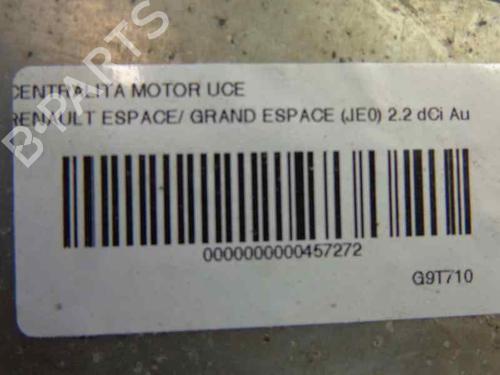 CENTRALITA MOTOR UCE
RENAULT ESPACE/ GRAND ESPACE (JE0) 2.2 dCi Au
0000000000457272
G9T710
B-PARTS